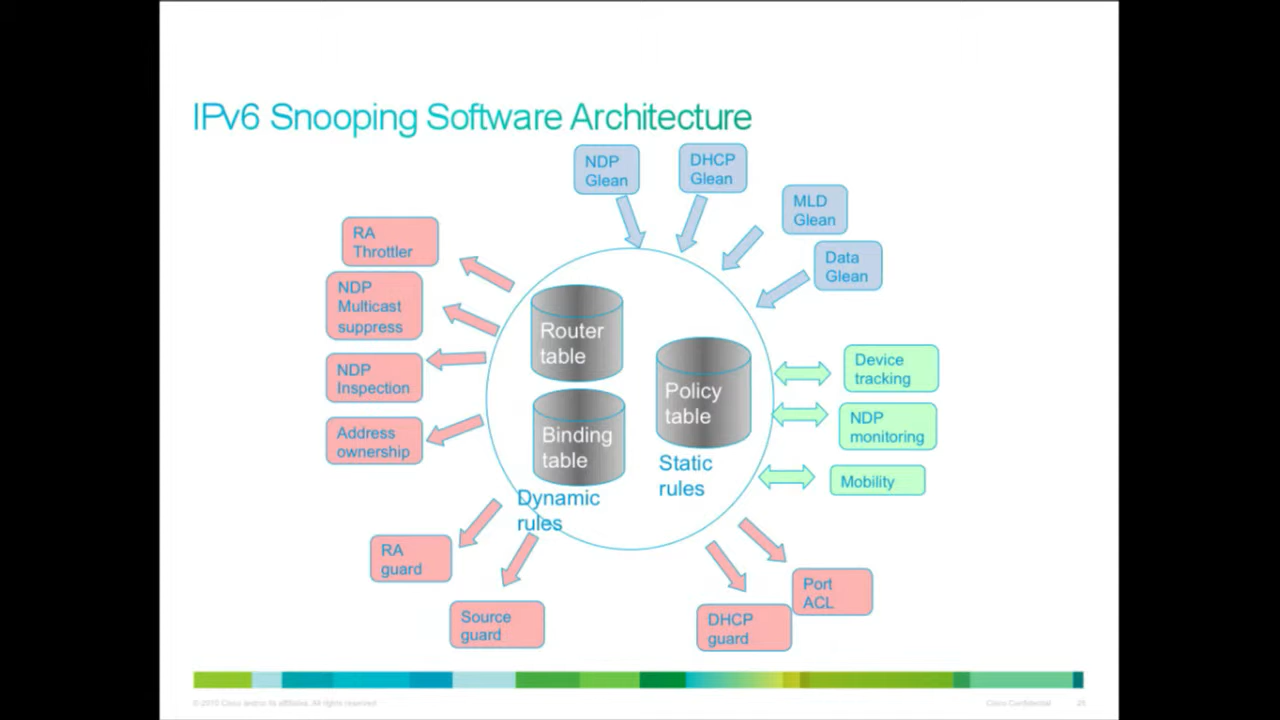 IPv6 Snooping Software Architecture
NDP
Glean
DHCP
Glean
MLD
Glean
Data
Glean
RA
Throttler
NDP
Multicast
suppress
NDP
Inspection
Address
ownership
Router
table
Binding
table
Policy
table
Dynamic
rules
Static
rules
Device
tracking
NDP
monitoring
Mobility
RA
guard
Source
guard
DHCP
guard
Port
ACL
© 2010 Cisco and/or its affiliates. All rights reserved.
Cisco Confidential